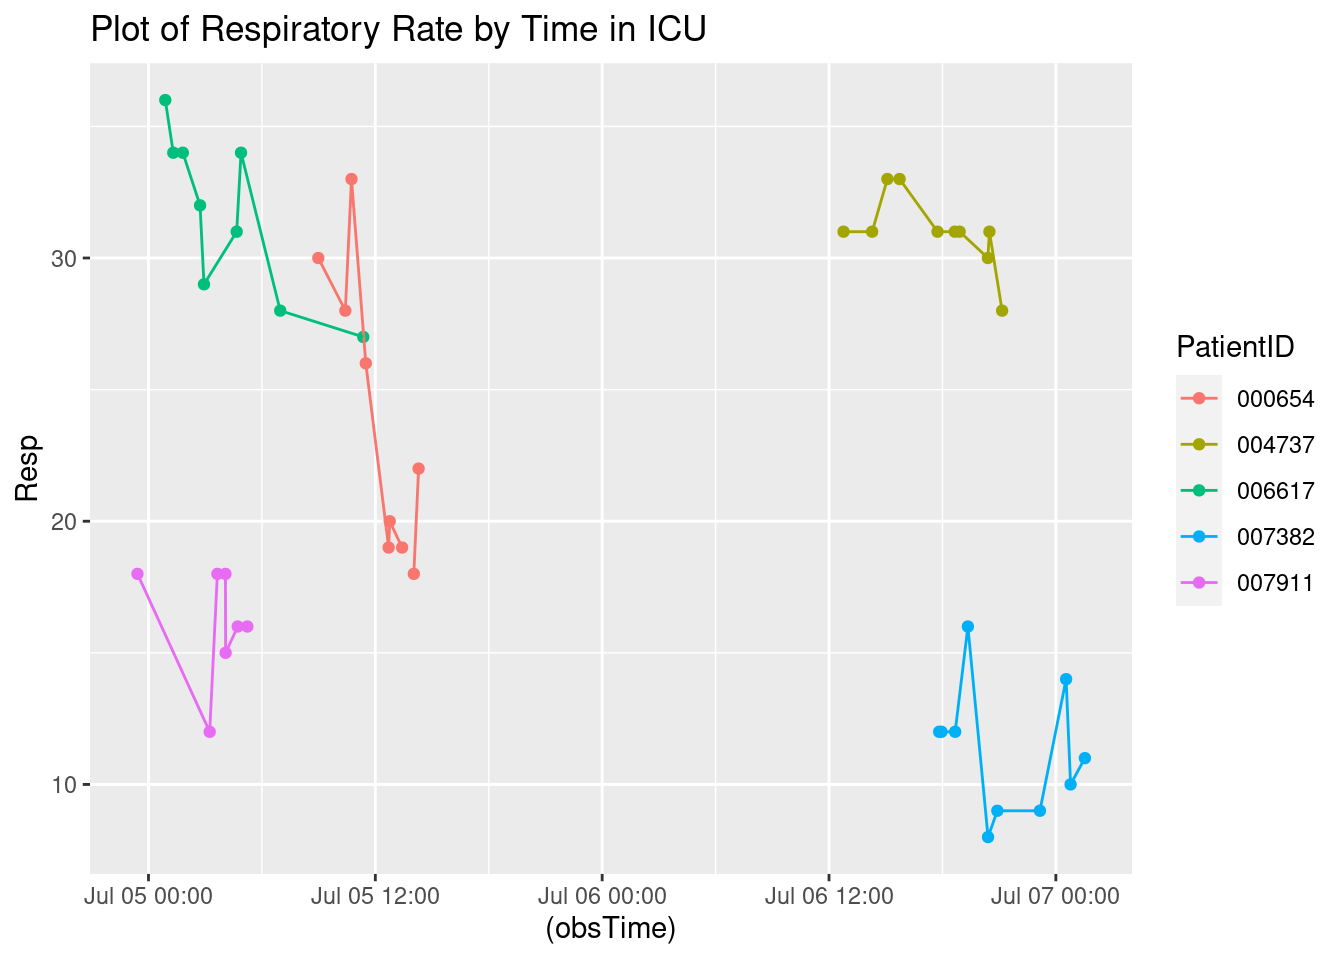 Plot of Respiratory Rate by Time in ICU
Resp
30
20
10
Jul 05 00:00
Jul 05 12:00
Jul 06 00:00
Jul 06 12:00
Jul 07 00:00
(obsTime)
PatientID
000654
004737
006617
007382
007911